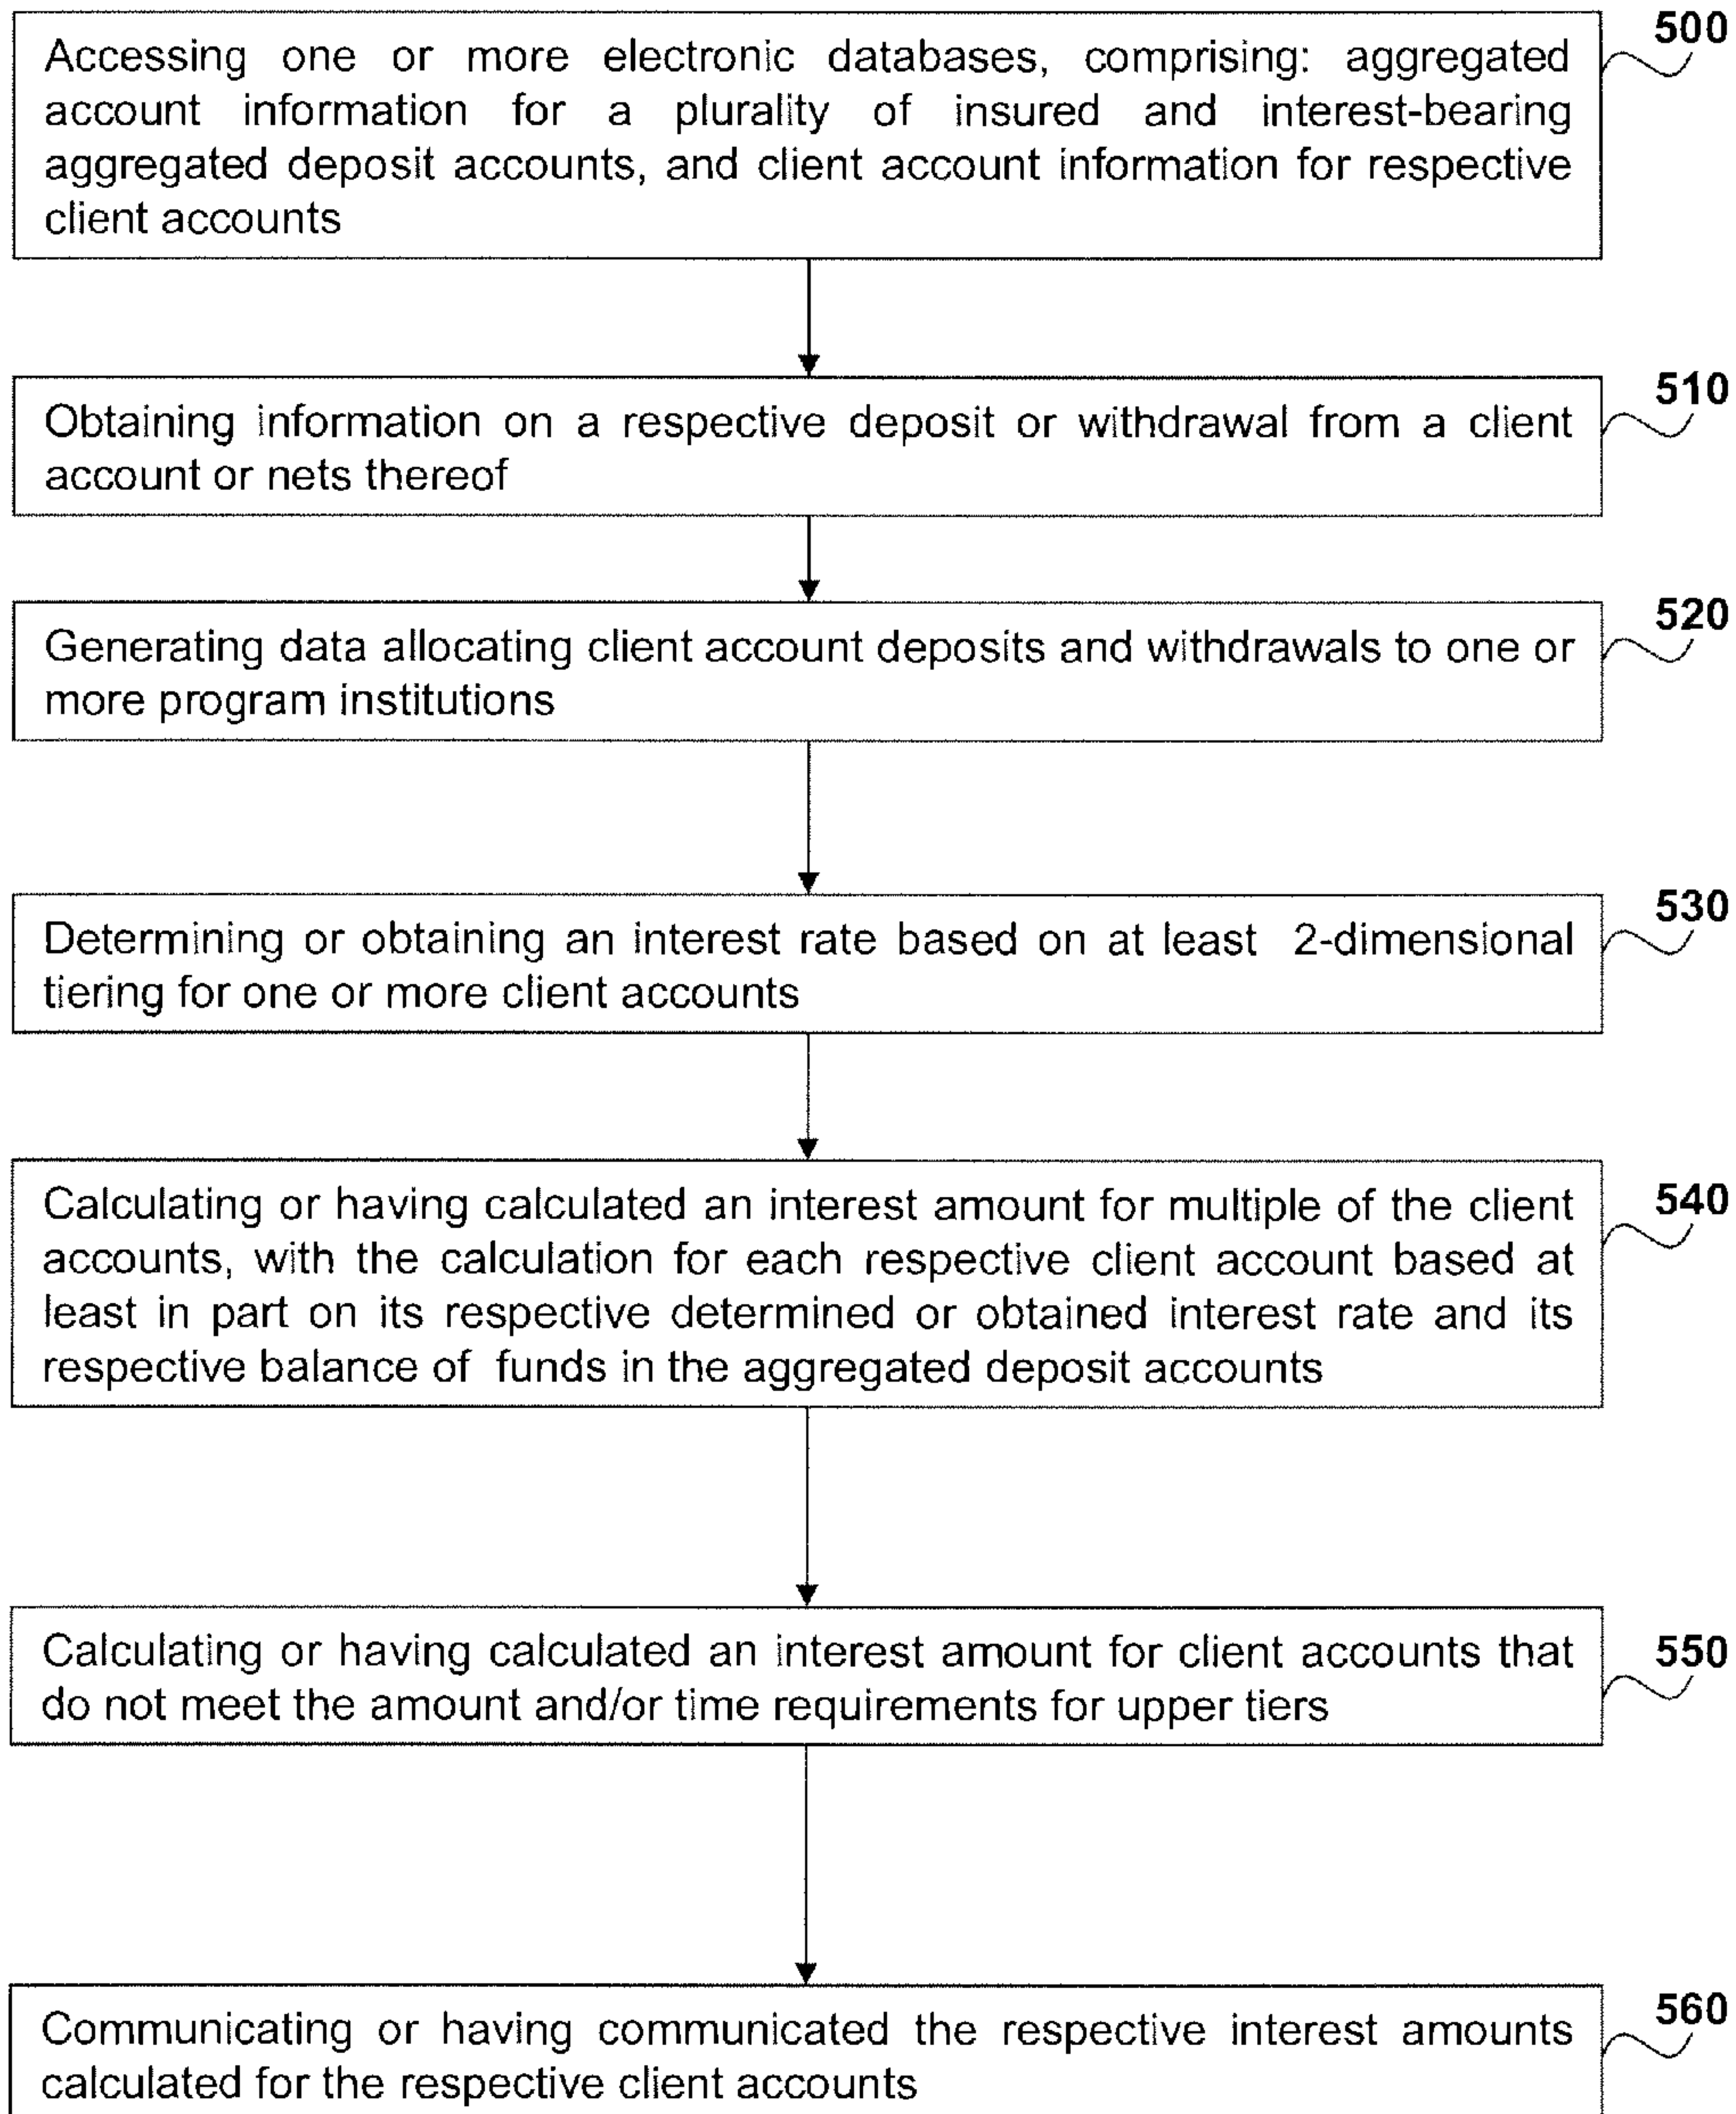 500
Accessing one or more electronic databases, comprising: aggregated
account information for a plurality of insured and interest-bearing
aggregated deposit accounts, and client account information for respective
client accounts
510
Obtaining information on a respective deposit or withdrawal from a client
account or nets thereof
520
Generating data allocating client account deposits and withdrawals to one or
more program institutions
530
Determining or obtaining an interest rate based on at least 2-dimensional
tiering for one or more client accounts
540
Calculating or having calculated an interest amount for multiple of the client
accounts, with the calculation for each respective client account based at
least in part on its respective determined or obtained interest rate and its
respective balance of funds in the aggregated deposit accounts
550
Calculating or having calculated an interest amount for client accounts that
do not meet the amount and/or time requirements for upper tiers
560
Communicating or having communicated the respective interest amounts
calculated for the respective client accounts